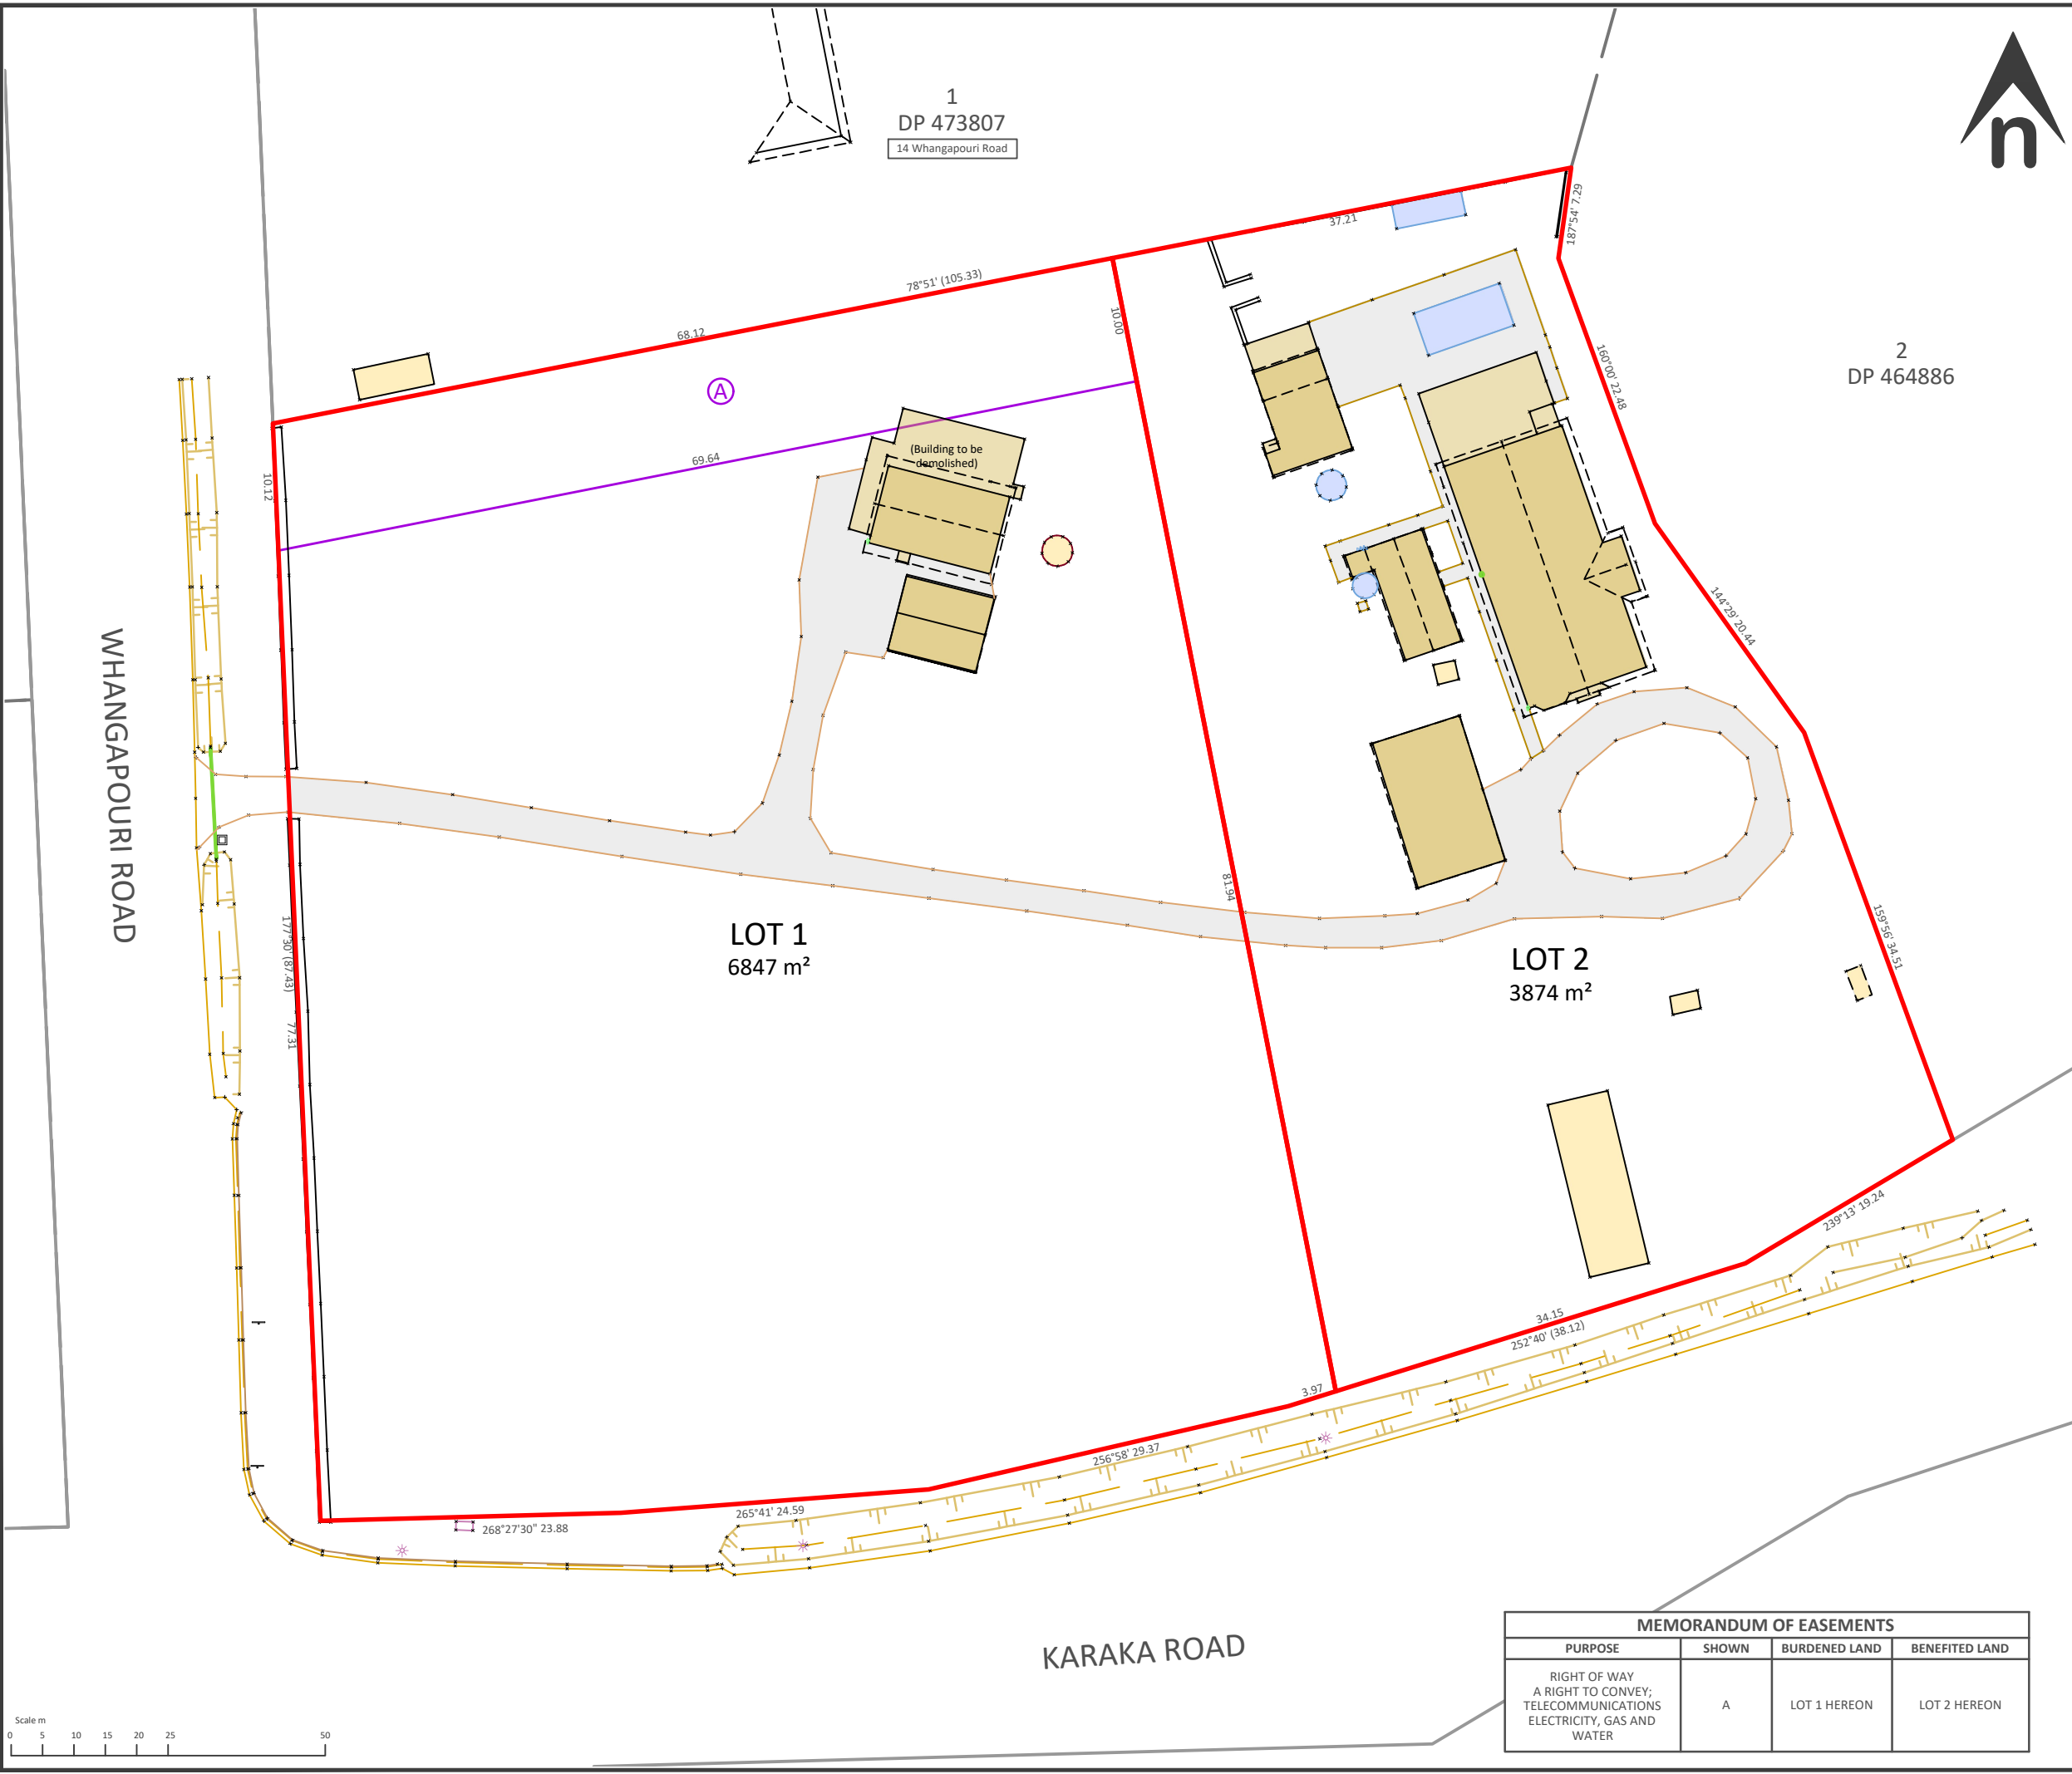 1
DP 473807
14 Whangapouri Road
n
187°54' 7.29
37.21
78°51' (105.33)
10.00
68.12
160°00' 22.48
2
DP 464886
A
(Building to be
demolished)
69.64
10.12
144°29' 20.44
WHANGAPOURI ROAD
81.94
LOT 1
6847 m²
177°30' (87.43)
77.31
LOT 2
3874 m²
159°56' 34.51
239°13' 19.24
34.15
252°40' (38.12)
3.97
256°58' 29.37
265°41' 24.59
268°27'30" 23.88
KARAKA ROAD
MEMORANDUM OF EASEMENTS
PURPOSE SHOWN BURDENED LAND BENEFITED LAND
RIGHT OF WAY
A RIGHT TO CONVEY;
TELECOMMUNICATIONS
ELECTRICITY, GAS AND
WATER
A LOT 1 HEREON LOT 2 HEREON
Scale m
0 5 10 15 20 25 50